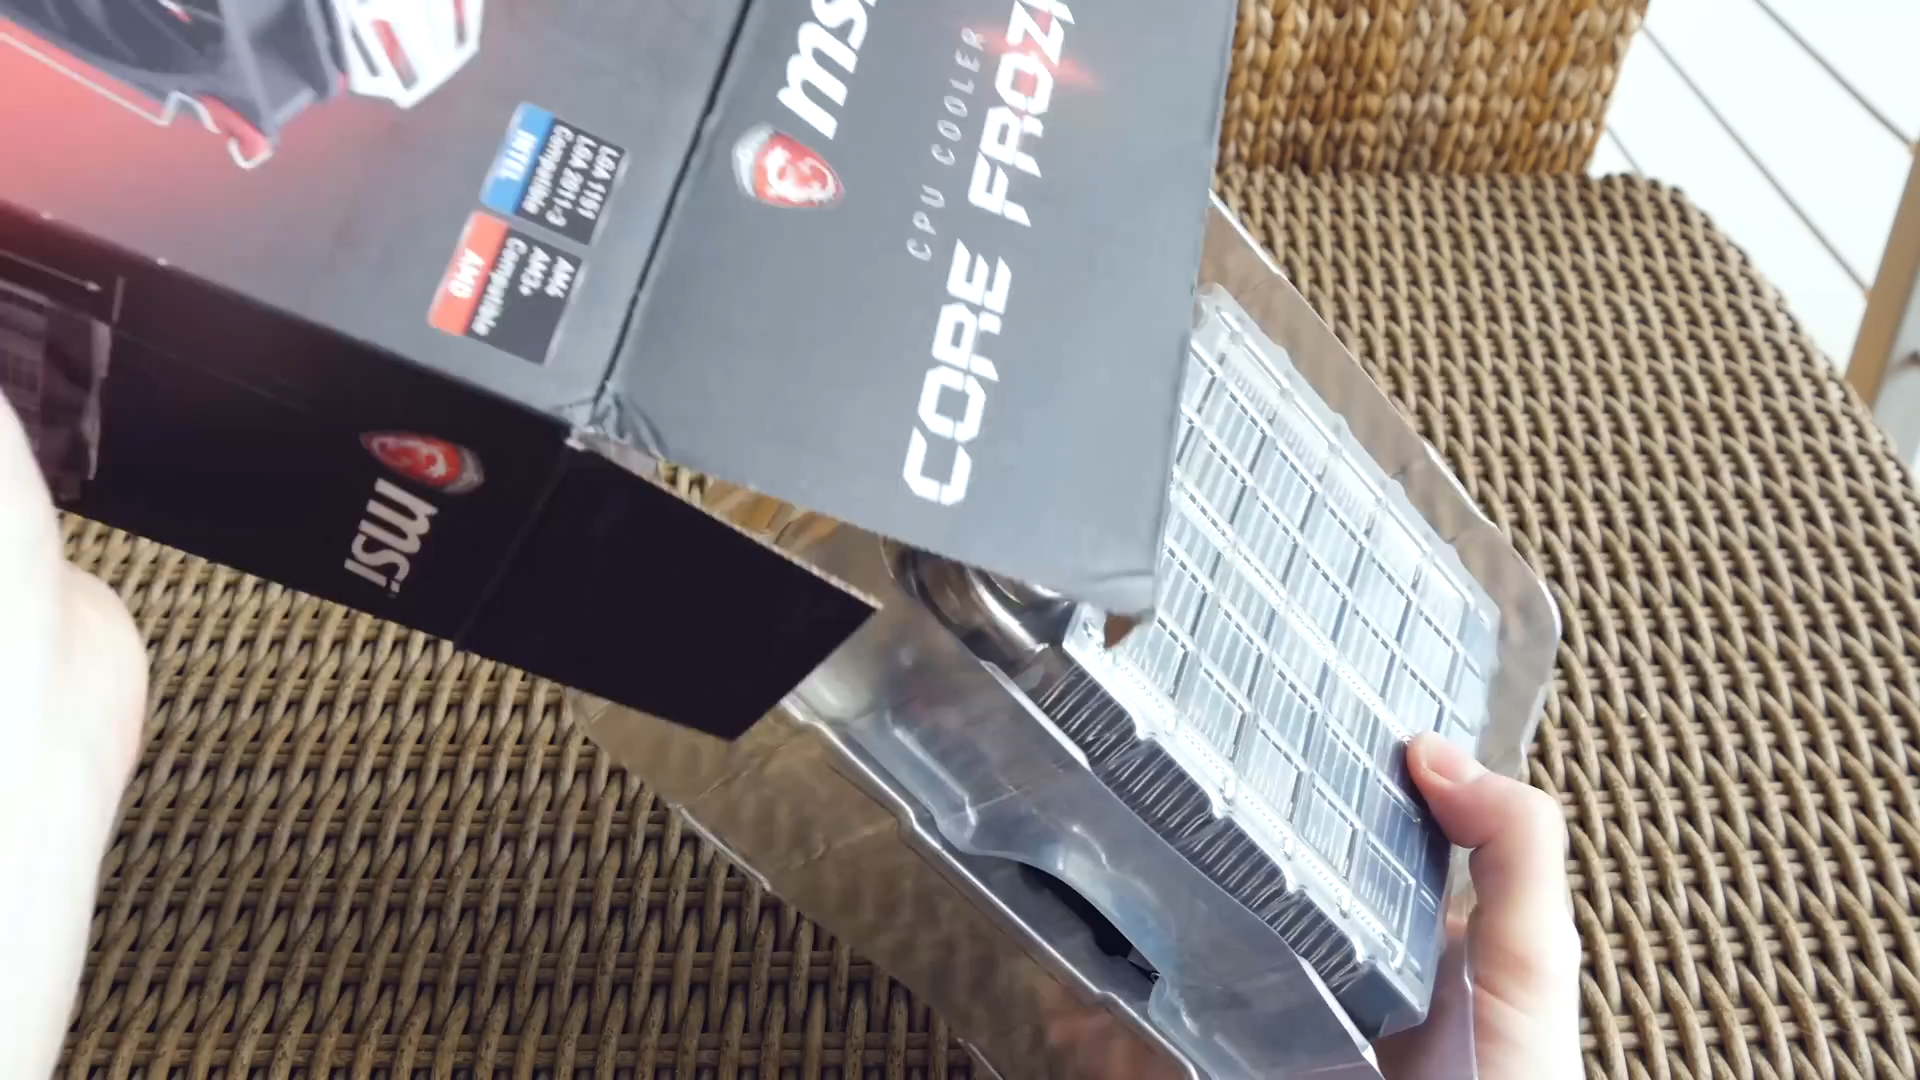 msi
CPU COOLER
CORE FROZ
INTEL
LGA 1151
LGA 2011-3
Compatible
AMD
AM4
AM3+
Compatible
msi